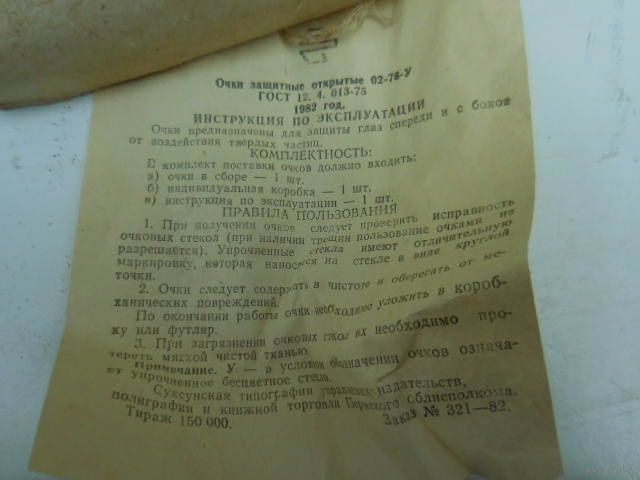 Очки защитные открытые 02-76-У
ГОСТ 12. 4. 013-75
1982 год.
ИНСТРУКЦИЯ ПО ЭКСПЛУАТАЦИИ
Очки предназначены для защиты глаз спереди и с боков
от воздействия твердых частиц.
КОМПЛЕКТНОСТЬ:
В комплект поставки очков должно входить:
а) очки в сборе — 1 шт.
б) индивидуальная коробка — 1 шт.
в) инструкция по эксплуатации — 1 шт.
ПРАВИЛА ПОЛЬЗОВАНИЯ
1. При получении очков следует проверить исправность
очковых стекол (при наличии трещин пользование очками не
разрешается). Упрочненные стекла имеют отличительную
маркировку, которая наносится на стекле в виде круглой
точки.
2. Очки следует содержать в чистоте и оберегать от ме-
ханических повреждений.
По окончании работы очки необходимо уложить в короб-
ку или футляр.
3. При загрязнении очковых стекол их необходимо про-
тереть мягкой чистой тканью.
Примечание. У — в условном обозначении очков означа-
ет Упрочненное бесцветное стекло.
Суксунская типография управления издательств,
полиграфии и книжной торговли Пермского облисполкома.
Тираж 150 000. Заказ № 321—82.